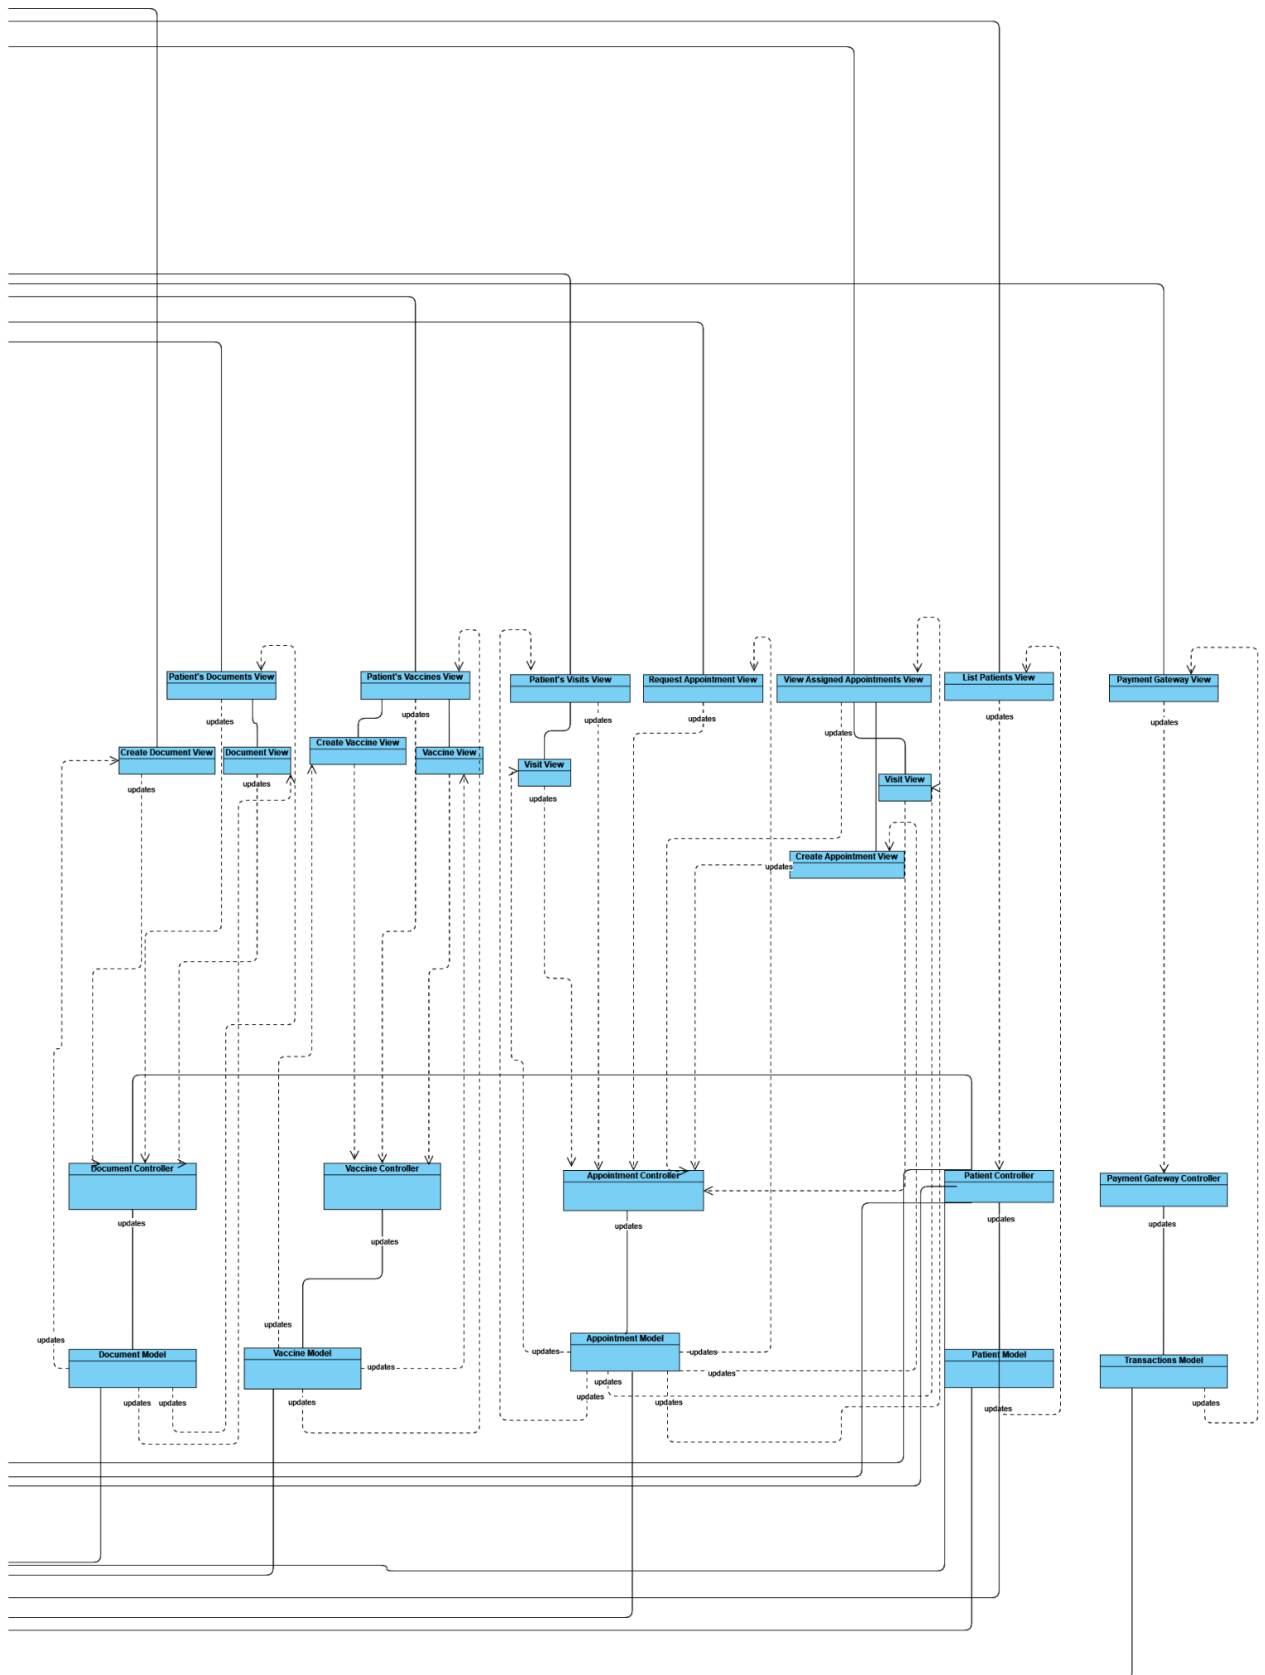 Patient's Documents View
Patient's Vaccines View
Patient's Visits View
Request Appointment View
View Assigned Appointments View
List Patients View
Payment Gateway View
updates
updates
updates
updates
updates
updates
updates
Create Document View
Document View
Create Vaccine View
Vaccine View
Visit View
Visit View
updates
updates
updates
Create Appointment View
updates
Document Controller
Vaccine Controller
Appointment Controller
Patient Controller
Payment Gateway Controller
updates
updates
updates
updates
updates
updates
updates
Document Model
Vaccine Model
Appointment Model
Patient Model
Transactions Model
updates
updates
updates
updates
updates
updates
updates
updates
updates
updates
updates
updates
updates